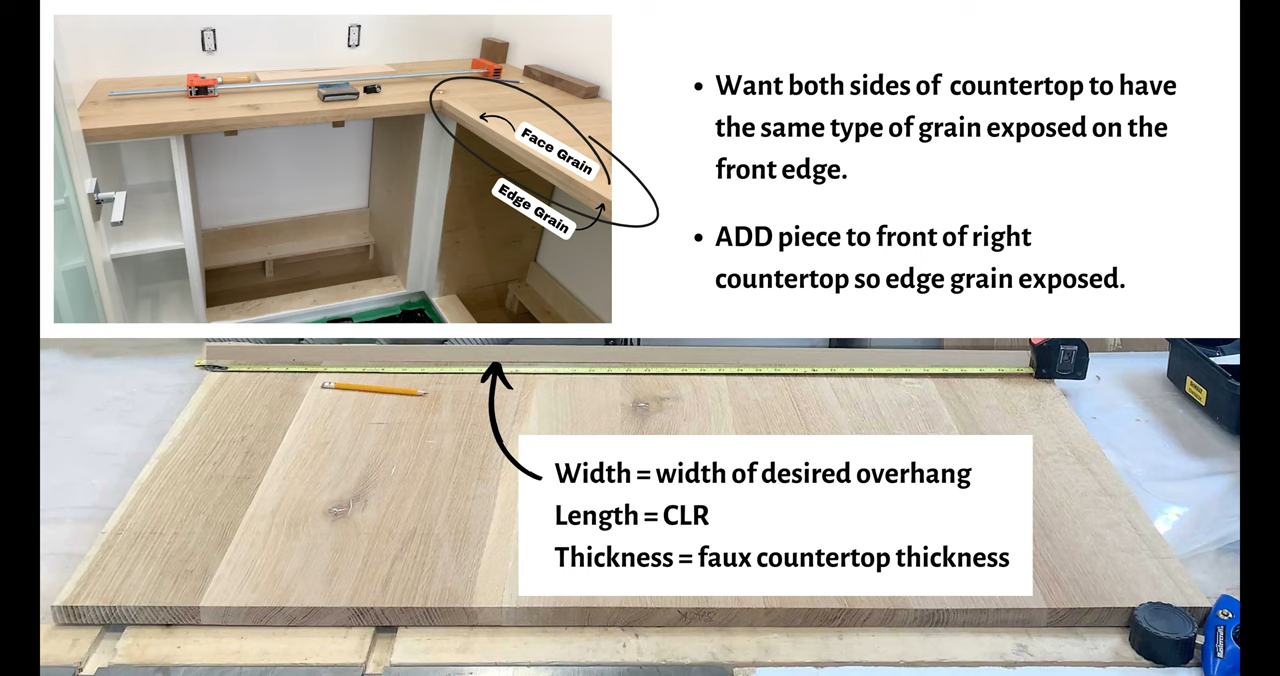 Want both sides of countertop to have
the same type of grain exposed on the
front edge.
ADD piece to front of right
countertop so edge grain exposed.
Face Grain
Edge Grain
Width = width of desired overhang
Length = CLR
Thickness = faux countertop thickness